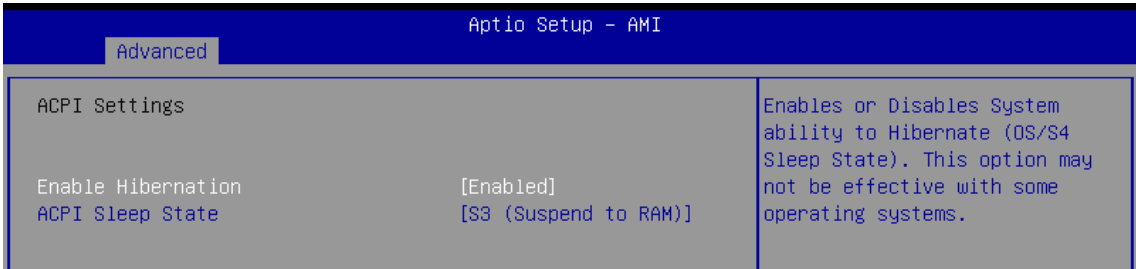 Aptio Setup – AMI
Advanced
ACPI Settings
Enable Hibernation [Enabled]
ACPI Sleep State [S3 (Suspend to RAM)]
Enables or Disables System
ability to Hibernate (OS/S4
Sleep State). This option may
not be effective with some
operating systems.